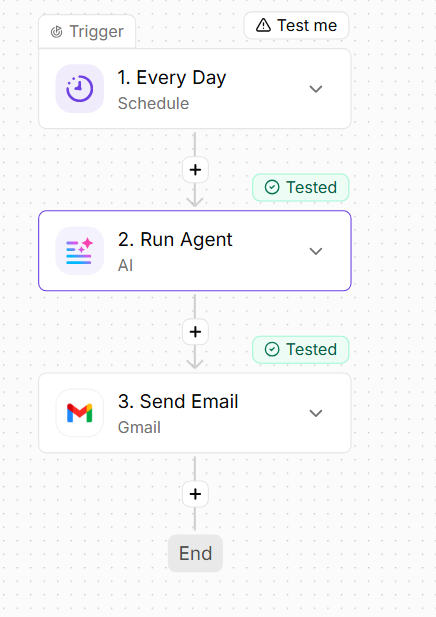 Trigger
Test me
1. Every Day
Schedule
Tested
2. Run Agent
AI
Tested
3. Send Email
Gmail
End